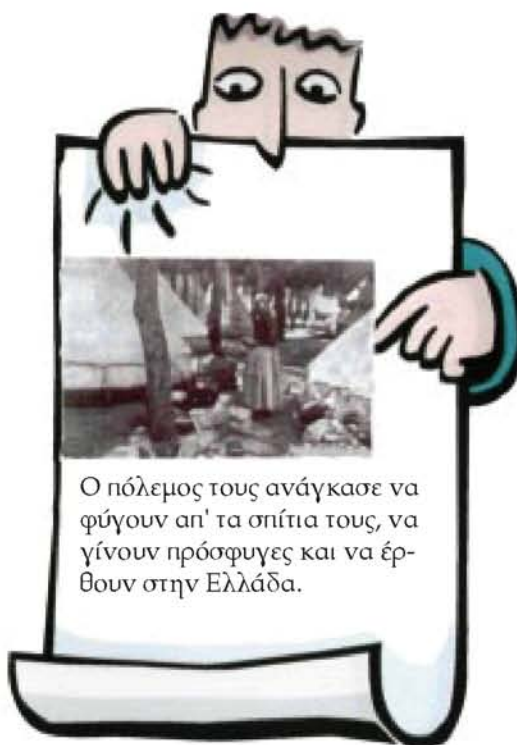 Ο πόλεμος τους ανάγκασε να
φύγουν απ' τα σπίτια τους, να
γίνουν πρόσφυγες και να έρ-
θουν στην Ελλάδα.